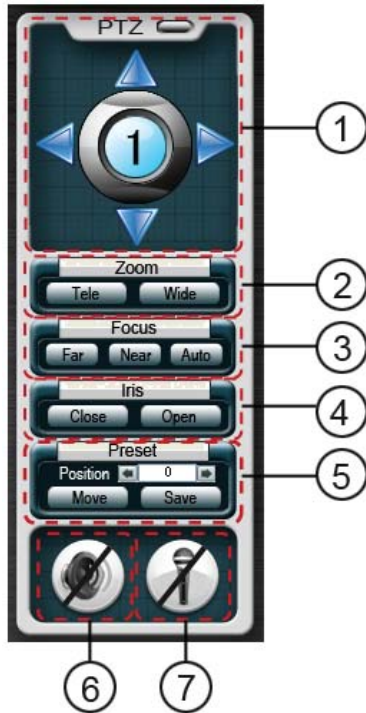 PTZ
1
1
Zoom
Tele Wide
2
Focus
Far Near Auto
3
Iris
Close Open
4
Preset
Position 0
5
Move Save
6 7